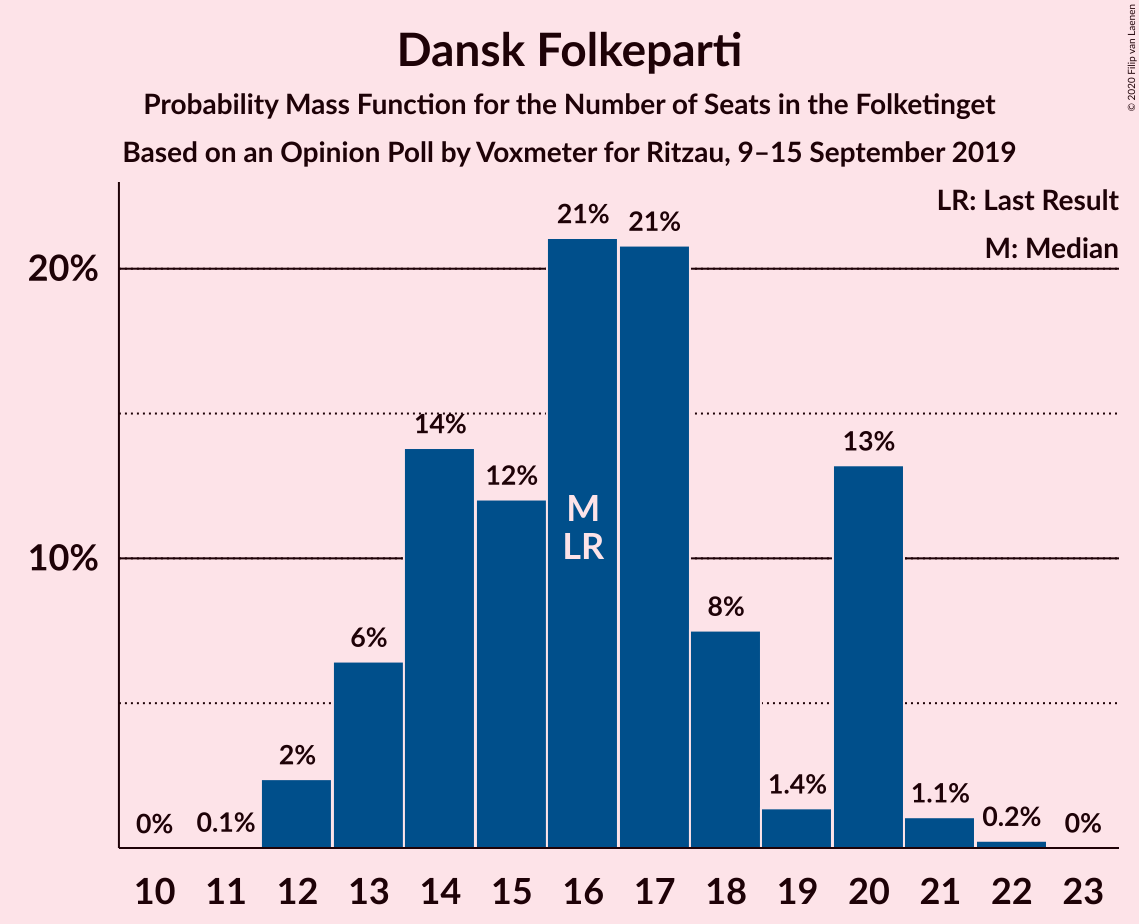 Dansk Folkeparti
Probability Mass Function for the Number of Seats in the Folketinget
Based on an Opinion Poll by Voxmeter for Ritzau, 9–15 September 2019
© 2020 Filip van Laenen
LR: Last Result
M: Median
20%
10%
0%
0.1%
2%
6%
14%
12%
21%
21%
8%
1.4%
13%
1.1%
0.2%
0%
M
LR
10 11 12 13 14 15 16 17 18 19 20 21 22 23